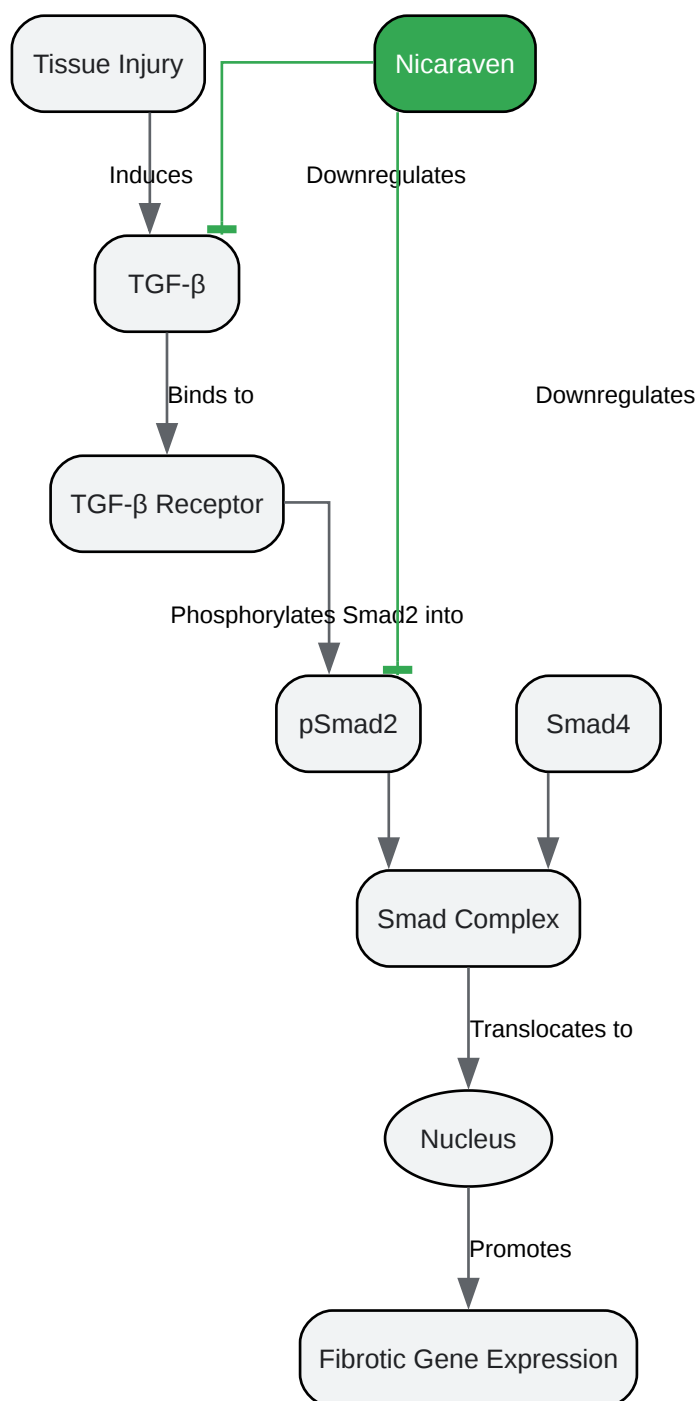 Tissue Injury
Nicaraven
Induces
Downregulates
TGF-β
Binds to
Downregulates
TGF-β Receptor
Phosphorylates Smad2 into
pSmad2
Smad4
Smad Complex
Translocates to
Nucleus
Promotes
Fibrotic Gene Expression